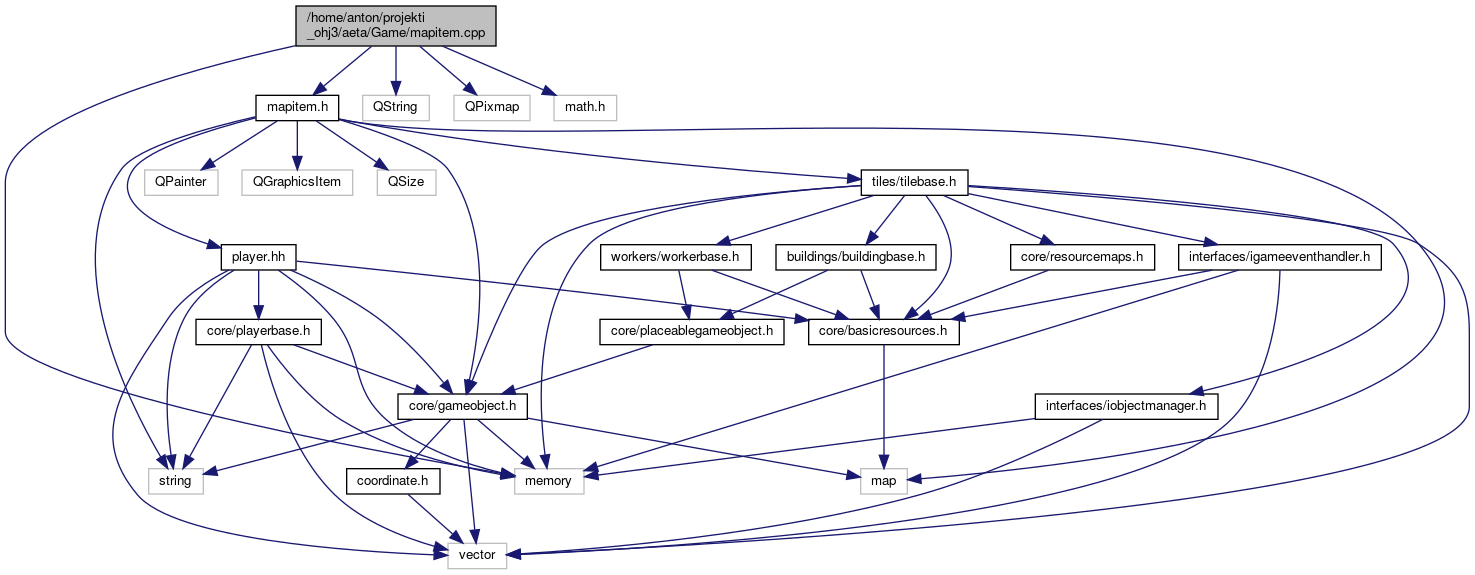 /home/anton/projekti
_ohj3/aeta/Game/mapitem.cpp
mapitem.h
QString
QPixmap
math.h
QPainter
QGraphicsItem
QSize
tiles/tilebase.h
player.hh
workers/workerbase.h
buildings/buildingbase.h
core/resourcemaps.h
interfaces/igameeventhandler.h
core/playerbase.h
core/placeablegameobject.h
core/basicresources.h
core/gameobject.h
interfaces/iobjectmanager.h
string
coordinate.h
memory
map
vector